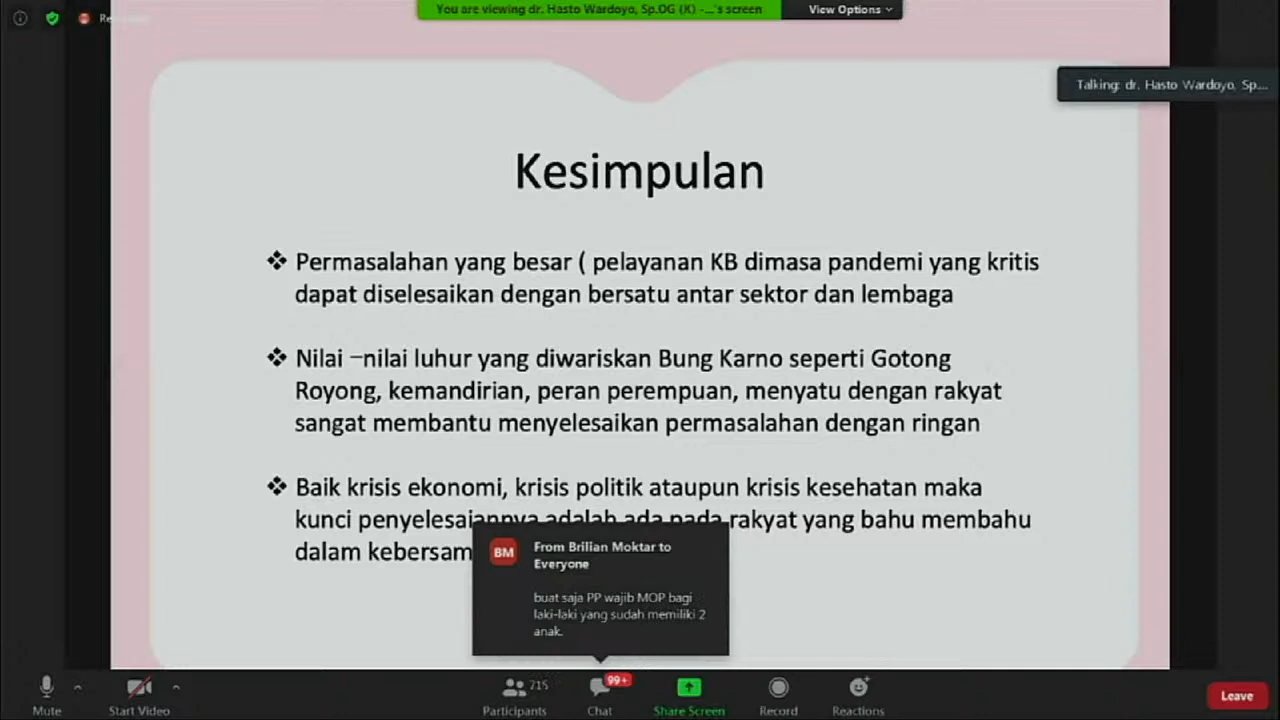 You are viewing dr. Hasto Wardoyo, Sp.OG (K) -...'s screen
View Options
Talking: dr. Hasto Wardoyo, Sp...
Kesimpulan
❖ Permasalahan yang besar ( pelayanan KB dimasa pandemi yang kritis
dapat diselesaikan dengan bersatu antar sektor dan lembaga
❖ Nilai –nilai luhur yang diwariskan Bung Karno seperti Gotong
Royong, kemandirian, peran perempuan, menyatu dengan rakyat
sangat membantu menyelesaikan permasalahan dengan ringan
❖ Baik krisis ekonomi, krisis politik ataupun krisis kesehatan maka
kunci penyelesaiannya adalah ada pada rakyat yang bahu membahu
dalam kebersam
BM
From Brilian Moktar to
Everyone
buat saja PP wajib MOP bagi
laki-laki yang sudah memiliki 2
anak.
Mute
Start Video
715
Participants
99+
Chat
Share Screen
Record
Reactions
Leave